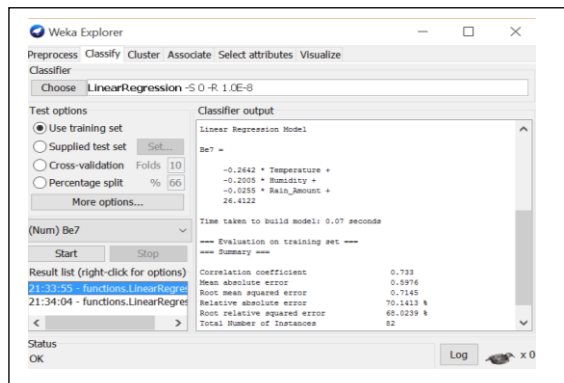 Weka Explorer
Preprocess Classify Cluster Associate Select attributes Visualize
Classifier
Choose LinearRegression -S 0 -R 1.0E-8
Test options
Use training set
Supplied test set Set...
Cross-validation Folds 10
Percentage split % 66
More options...
(Num) Be7
Start Stop
Result list (right-click for options)
21:33:55 - functions.LinearRegres
21:34:04 - functions.LinearRegres
Classifier output
Linear Regression Model
Be7 =
-0.2642 * Temperature +
-0.2005 * Humidity +
-0.0255 * Rain_Amount +
26.4122
Time taken to build model: 0.07 seconds
=== Evaluation on training set ===
=== Summary ===
Correlation coefficient 0.733
Mean absolute error 0.5976
Root mean squared error 0.7145
Relative absolute error 70.1413 %
Root relative squared error 68.0239 %
Total Number of Instances 82
Status
OK
Log
x 0